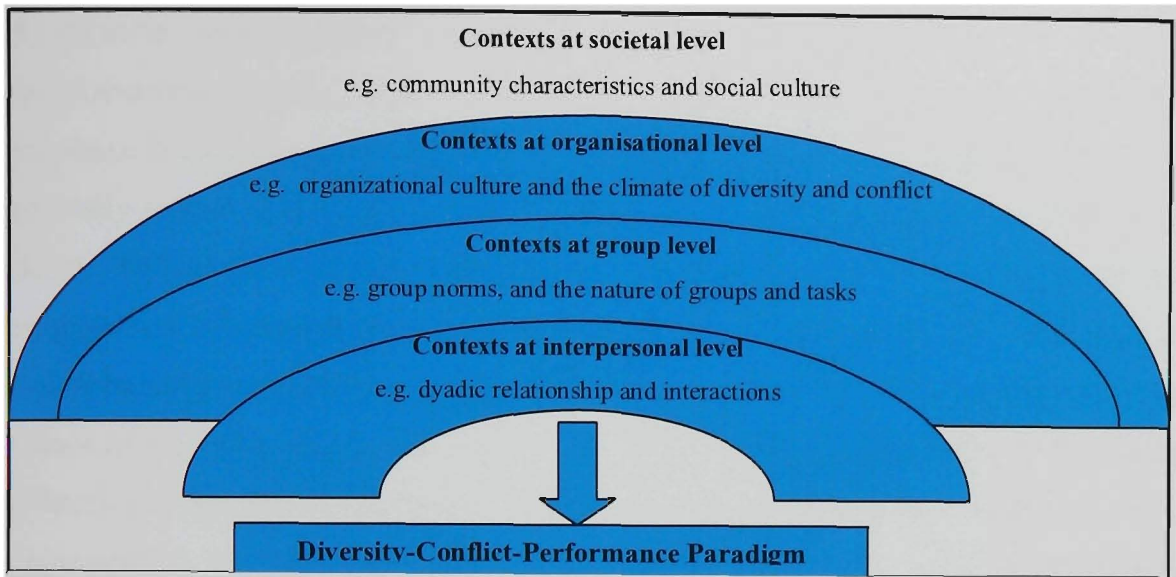 Contexts at societal level
e.g. community characteristics and social culture
Contexts at organisational level
e.g. organizational culture and the climate of diversity and conflict
Contexts at group level
e.g. group norms, and the nature of groups and tasks
Contexts at interpersonal level
e.g. dyadic relationship and interactions
Diversity-Conflict-Performance Paradigm